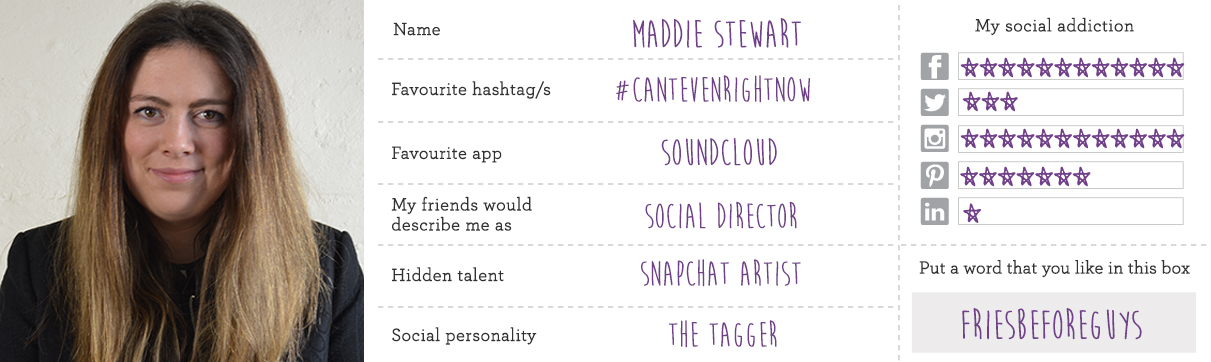 Name
MADDIE STEWART
Favourite hashtag/s
#CANTEVENRIGHTNOW
Favourite app
SOUNDCLOUD
My friends would
describe me as
SOCIAL DIRECTOR
Hidden talent
SNAPCHAT ARTIST
Social personality
THE TAGGER
My social addiction
f
in
Put a word that you like in this box
FRIESBEFOREGUYS